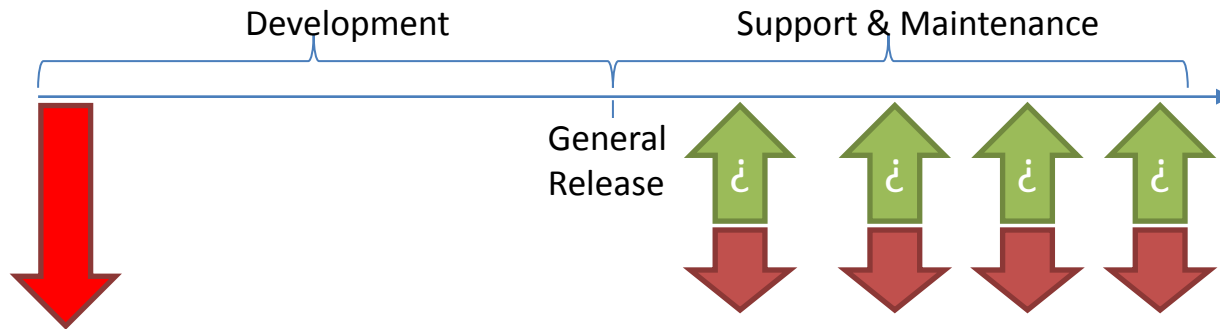 Development
Support & Maintenance
General
Release
¿
¿
¿
¿